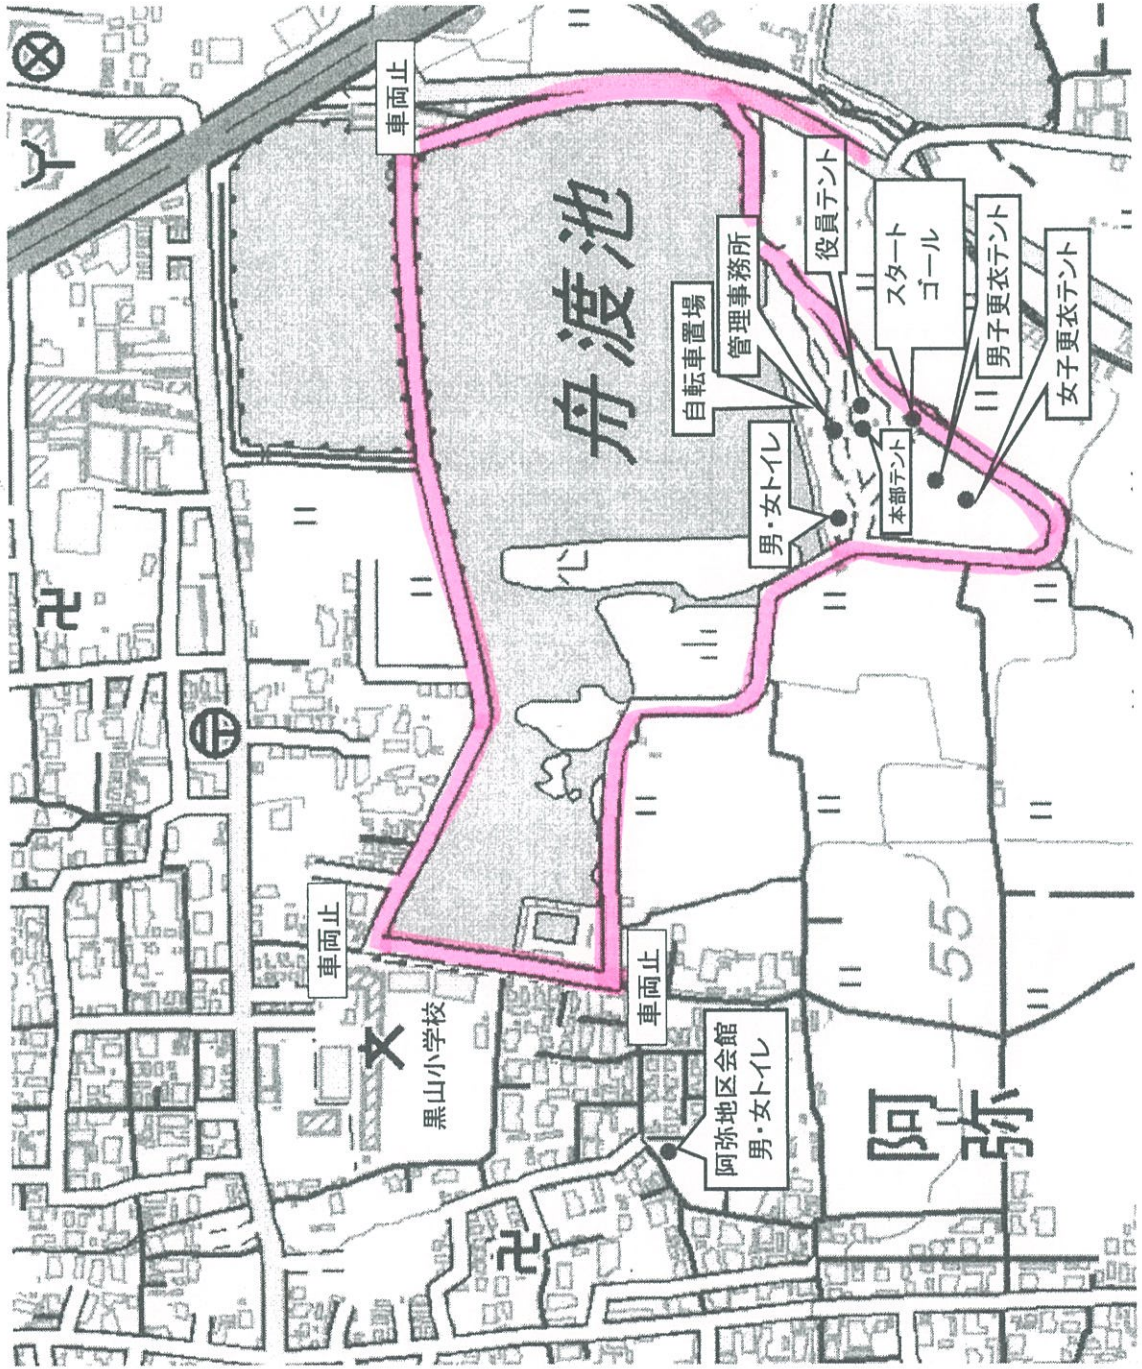 車両止
舟渡池
役員テント
スタート
ゴール
男子更衣テント
女子更衣テント
管理事務所
自転車置場
男・女トイレ
本部テント
車両止
車両止
黒山小学校
阿弥地区会館
男・女トイレ
55
阿弥